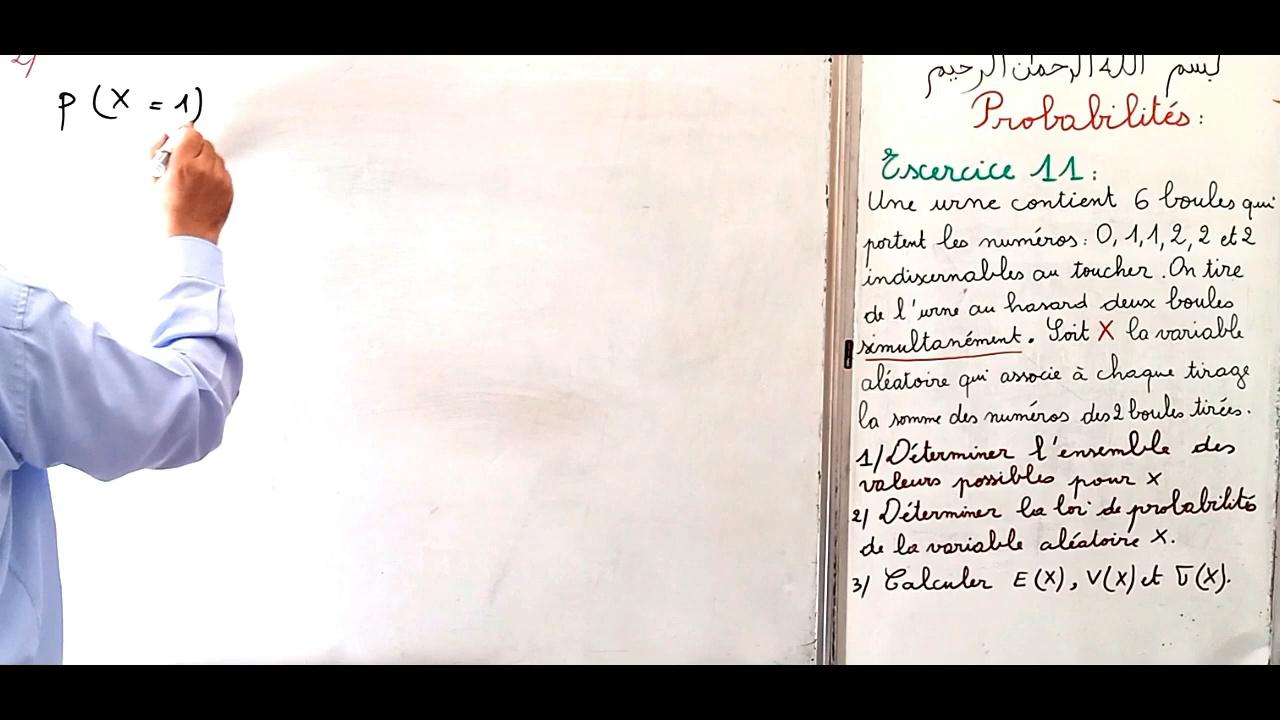 2/
P (X = 1)
بسم الله الرحمان الرحيم
Probabilités :
Exercice 11 :
Une urne contient 6 boules qui
portent les numéros : 0, 1, 1, 2, 2 et 2
indixernables au toucher . On tire
de l'urne au hasard deux boules
simultanément . Soit X la variable
aléatoire qui associe à chaque tirage
la somme des numéros des 2 boules tirées .
1/ Déterminer l'ensemble des
valeurs possibles pour x
2/ Déterminer la loi de probabilités
de la variable aléatoire X .
3/ Calculer E(X) , V(X) et σ(X) .